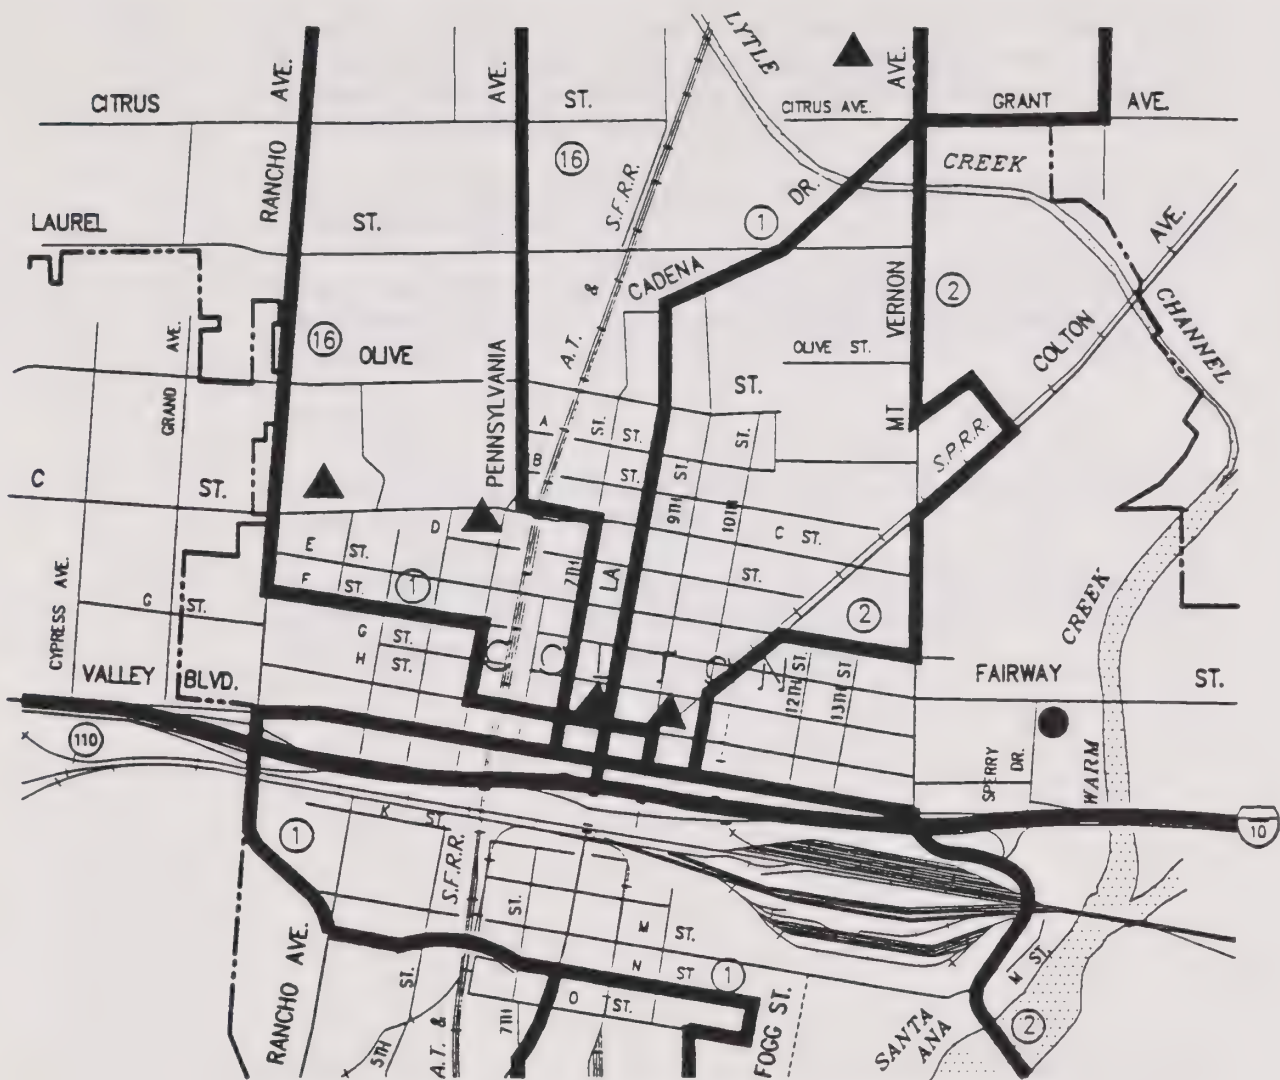 LYTLE
CITRUS
AVE.
AVE.
ST.
CITRUS AVE.
AVE.
GRANT
AVE.
RANCHO
16
S.F.R.R.
CREEK
LAUREL
ST.
1
DR.
AVE.
A.T. &
CADENA
VERNON
2
CHANNEL
GRAND AVE.
16
OLIVE
PENNSYLVANIA
OLIVE ST.
COLTON
ST.
MT
A
ST.
ST.
ST.
S.P.R.R.
B
ST.
ST.
C
ST.
9TH
10TH
D
C ST.
E
ST.
7TH
LA
ST.
F
ST.
1
CYPRESS AVE.
G
ST.
2
CREEK
G
ST.
H
ST.
VALLEY
BLVD.
12TH ST.
13TH ST
FAIRWAY
ST.
110
SPERRY DR.
WARM
K
ST
1
10
S.F.R.R.
ST.
M
ST.
N
ST
1
M ST.
RANCHO AVE.
ST.
O
ST.
5TH
A.T. &
7TH
FOGG ST.
SANTA ANA
2